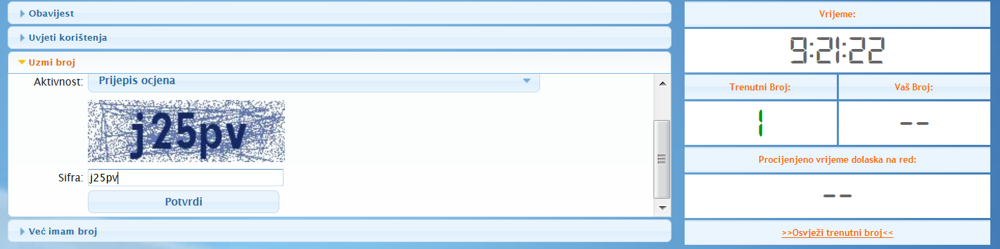 Obavijest
Uvjeti korištenja
Uzmi broj
Aktivnost: Prijepis ocjena
j25pv
Sifra: j25pv
Potvrdi
Već imam broj
Vrijeme:
9:21:22
Trenutni Broj: Vaš Broj:
1 --
Procijenjeno vrijeme dolaska na red:
--
>>Osvježi trenutni broj<<